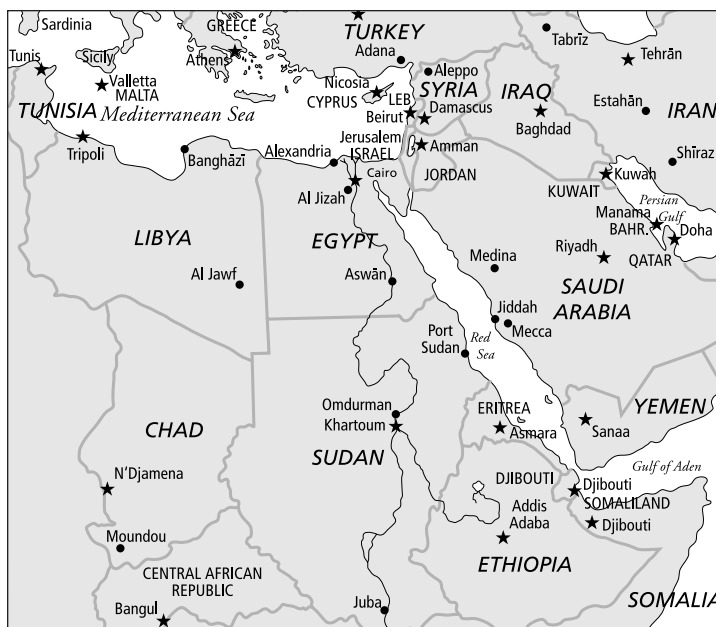 Sardinia
GREECE
TURKEY
Tabrīz
Tunis
Sicily
Athens
Adana
Tehrān
Valletta
MALTA
Nicosia
CYPRUS
Aleppo
SYRIA
IRAQ
Estahān
IRAN
TUNISIA
Mediterranean Sea
LEB
Beirut
Damascus
Baghdad
Tripoli
Banghāzī
Alexandria
Jerusalem
ISRAEL
Amman
Shīraz
Cairo
JORDAN
KUWAIT
Kuwah
Al Jizah
Persian
Gulf
Manama
BAHR.
Doha
LIBYA
EGYPT
Medina
Riyadh
QATAR
Al Jawf
Aswān
SAUDI
ARABIA
Jiddah
Mecca
Port
Sudan
Red
Sea
Omdurman
Khartoum
ERITREA
Asmara
YEMEN
Sanaa
CHAD
SUDAN
Gulf of Aden
N'Djamena
DJIBOUTI
Djibouti
SOMALILAND
Addis
Adaba
Djibouti
Moundou
ETHIOPIA
CENTRAL AFRICAN
REPUBLIC
Bangul
Juba
SOMALIA